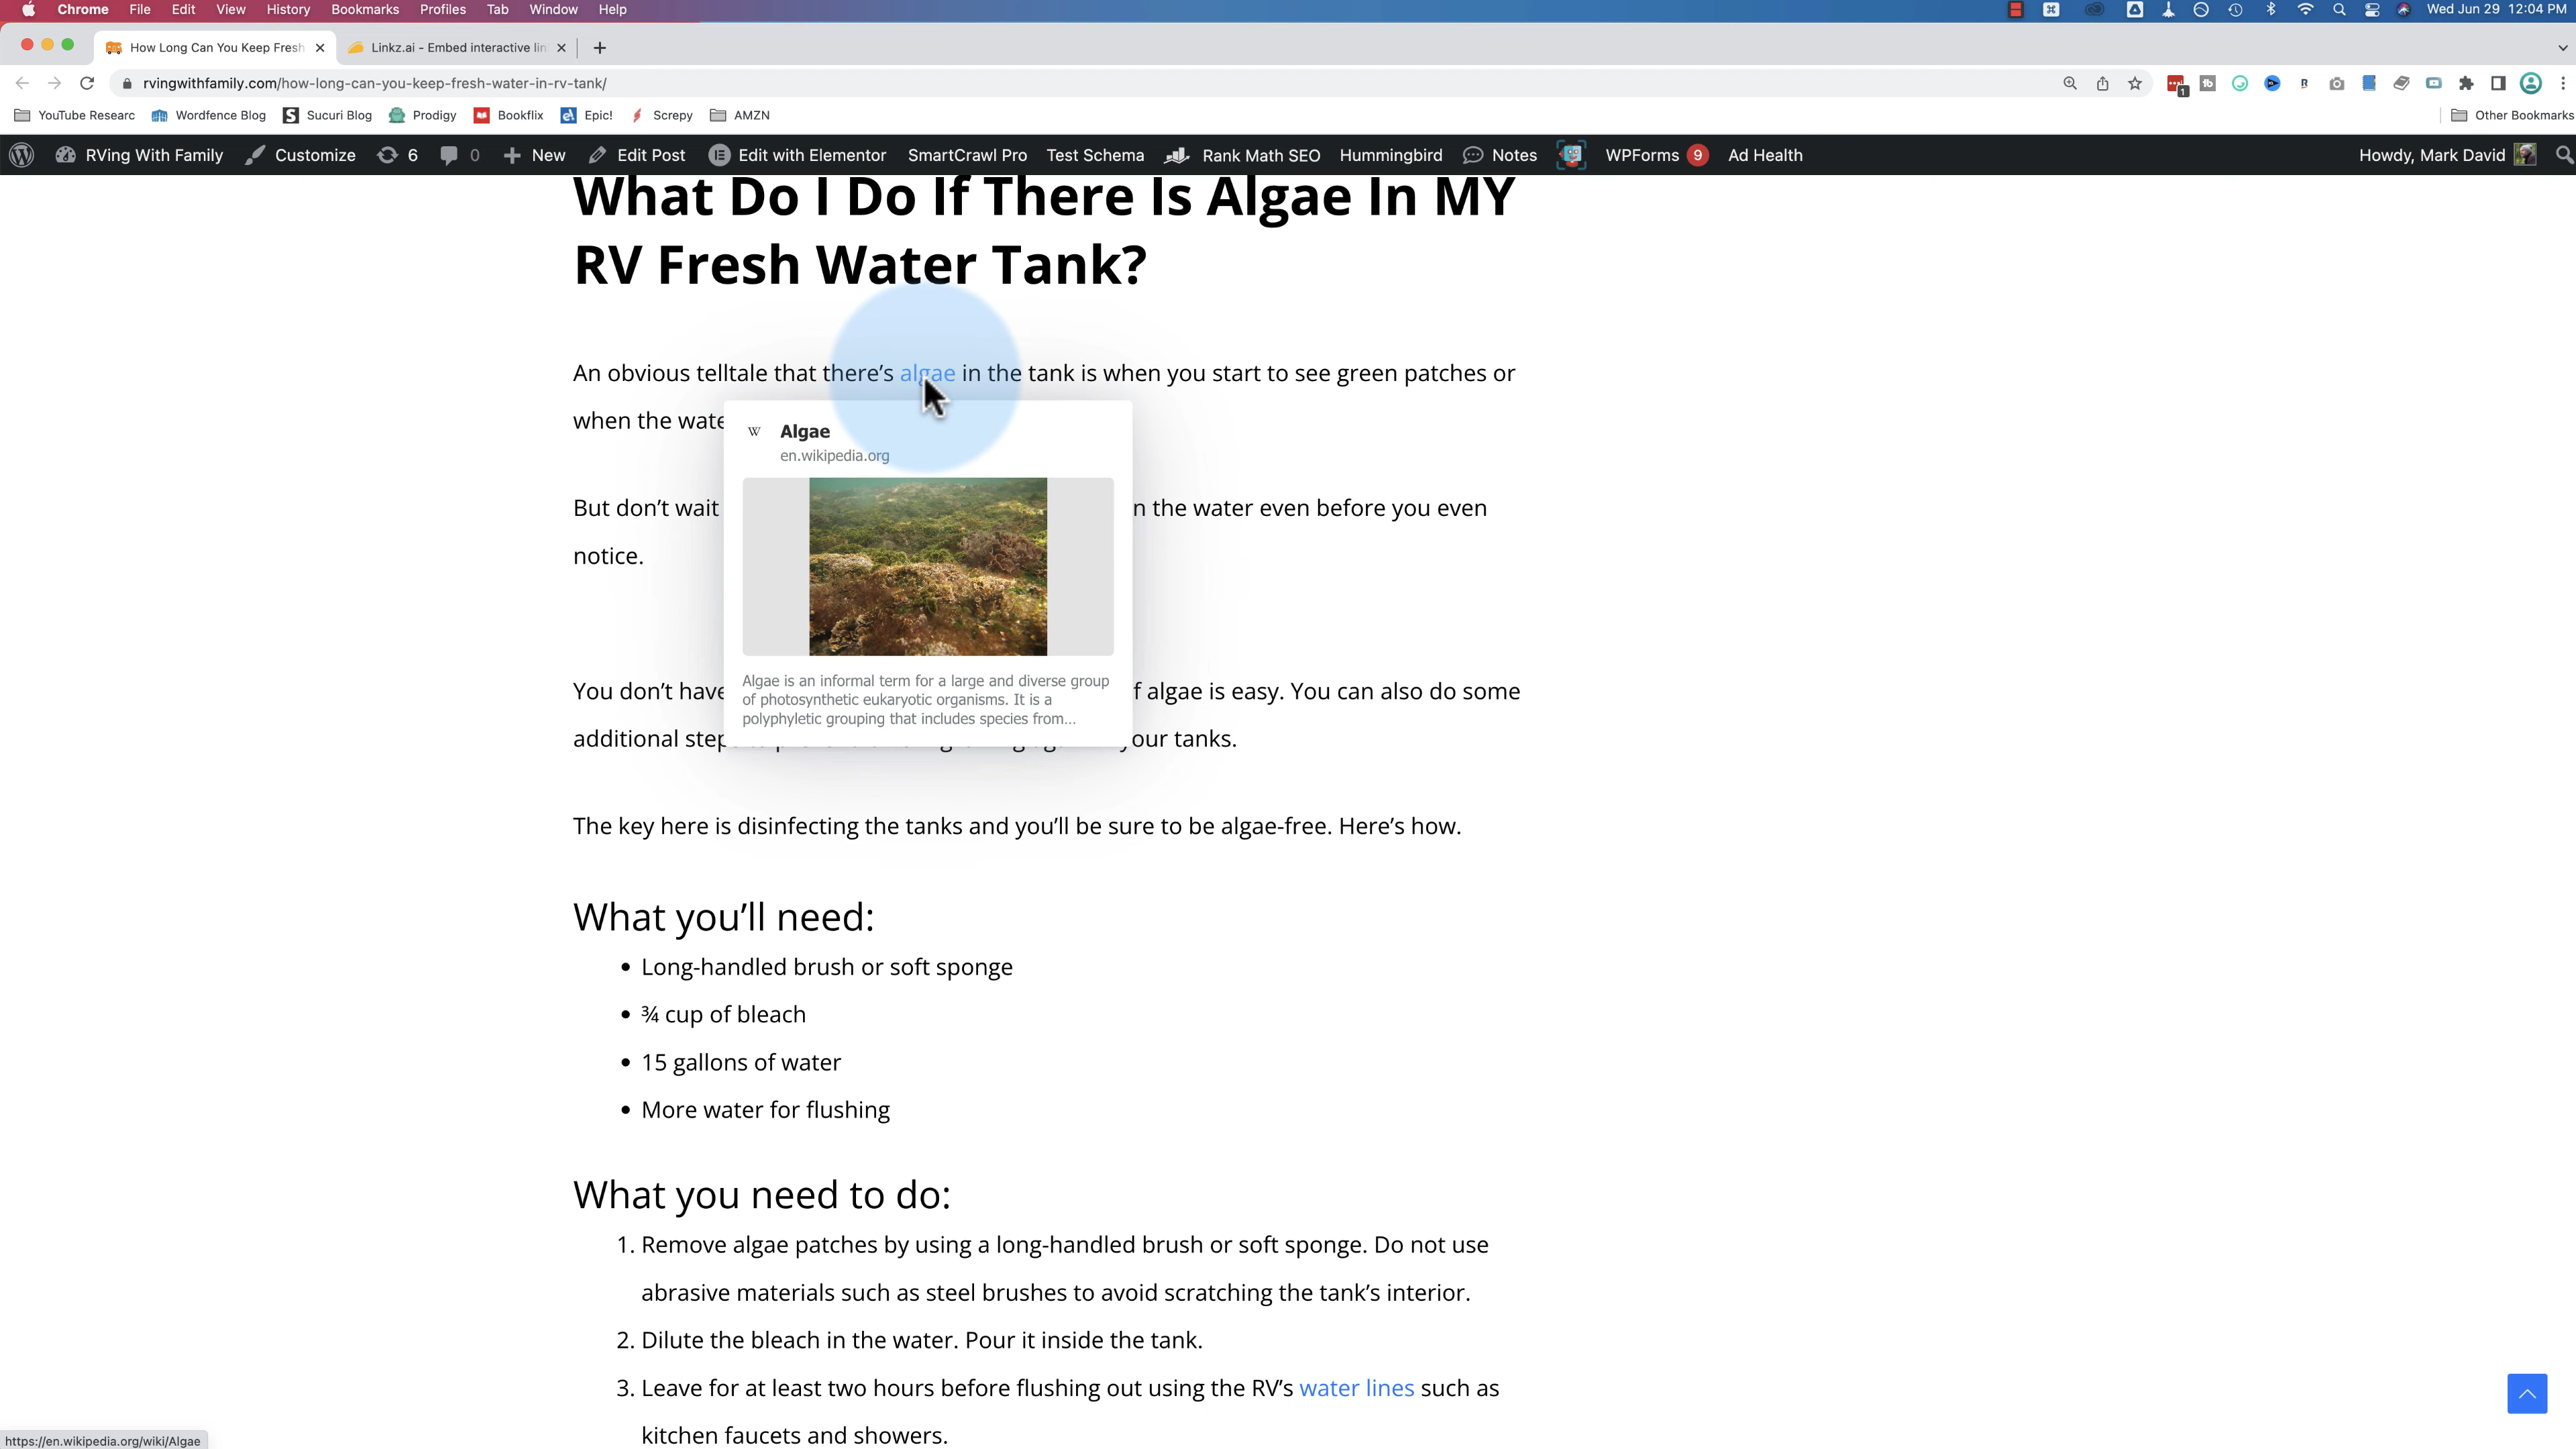 Chrome File Edit View History Bookmarks Profiles Tab Window Help Wed Jun 29 12:04 PM
How Long Can You Keep Fresh Linkz.ai - Embed interactive lin
rvingwithfamily.com/how-long-can-you-keep-fresh-water-in-rv-tank/
YouTube Researc Wordfence Blog Sucuri Blog Prodigy Bookflix Epic! Screpy AMZN Other Bookmarks
RVing With Family Customize 6 0 New Edit Post Edit with Elementor SmartCrawl Pro Test Schema Rank Math SEO Hummingbird Notes WPForms 9 Ad Health Howdy, Mark David
What Do I Do If There Is Algae In MY
RV Fresh Water Tank?
An obvious telltale that there's algae in the tank is when you start to see green patches or
when the wate
W Algae
en.wikipedia.org
But don't wait n the water even before you even
notice.
Algae is an informal term for a large and diverse group
of photosynthetic eukaryotic organisms. It is a
polyphyletic grouping that includes species from...
You don't have f algae is easy. You can also do some
additional step your tanks.
The key here is disinfecting the tanks and you'll be sure to be algae-free. Here's how.
What you'll need:
• Long-handled brush or soft sponge
• ¾ cup of bleach
• 15 gallons of water
• More water for flushing
What you need to do:
1. Remove algae patches by using a long-handled brush or soft sponge. Do not use
abrasive materials such as steel brushes to avoid scratching the tank's interior.
2. Dilute the bleach in the water. Pour it inside the tank.
3. Leave for at least two hours before flushing out using the RV's water lines such as
kitchen faucets and showers.
https://en.wikipedia.org/wiki/Algae